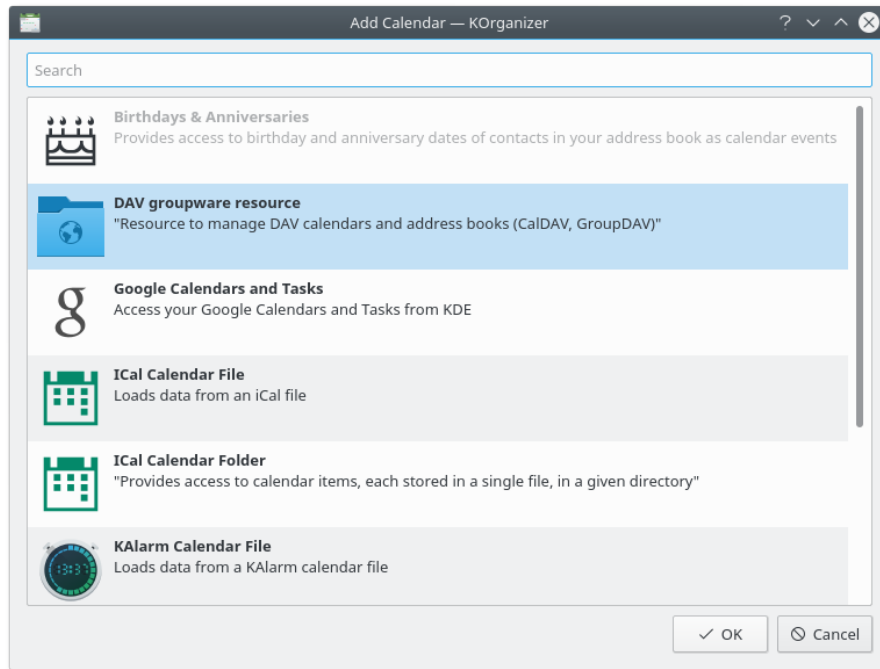 Add Calendar — KOrganizer
Search
Birthdays & Anniversaries
Provides access to birthday and anniversary dates of contacts in your address book as calendar events
DAV groupware resource
"Resource to manage DAV calendars and address books (CalDAV, GroupDAV)"
Google Calendars and Tasks
Access your Google Calendars and Tasks from KDE
ICal Calendar File
Loads data from an iCal file
ICal Calendar Folder
"Provides access to calendar items, each stored in a single file, in a given directory"
KAlarm Calendar File
Loads data from a KAlarm calendar file
13:37
OK
Cancel